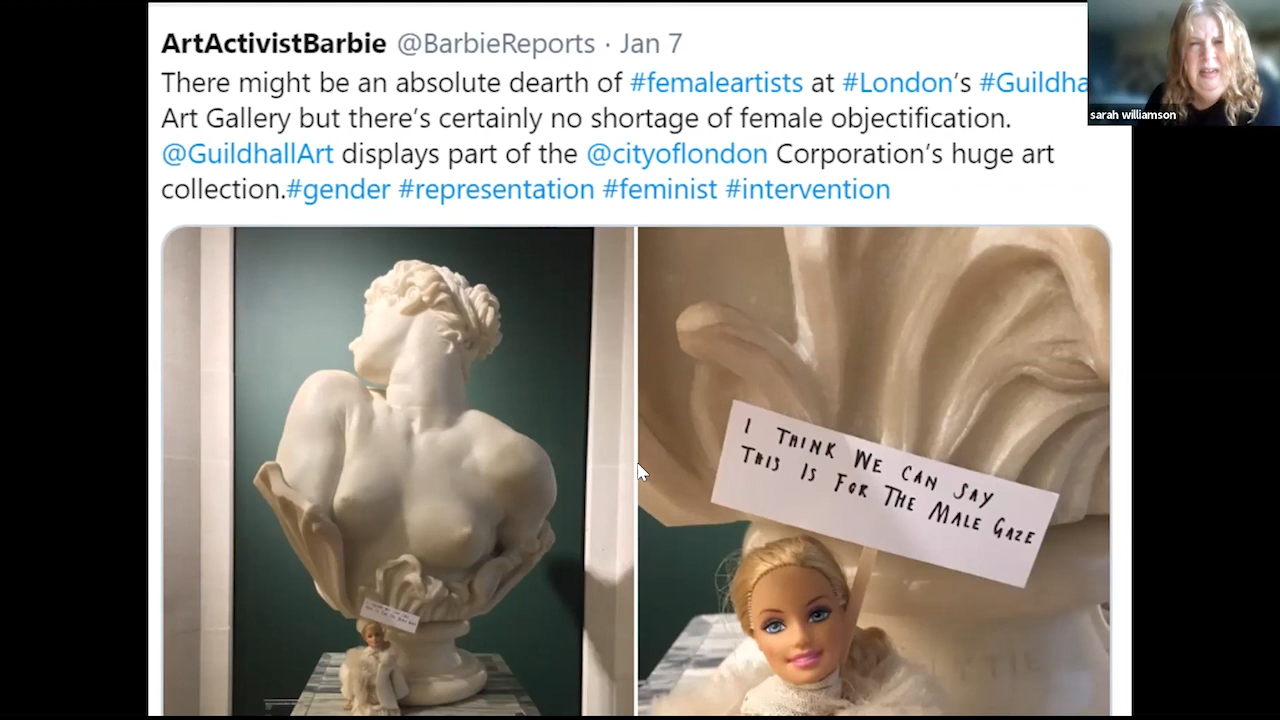 ArtActivistBarbie @BarbieReports · Jan 7
There might be an absolute dearth of #femaleartists at #London's #Guildha
Art Gallery but there's certainly no shortage of female objectification.
@GuildhallArt displays part of the @cityoflondon Corporation's huge art
collection.#gender #representation #feminist #intervention
sarah williamson
I THINK WE CAN SAY
THIS IS FOR THE MALE GAZE